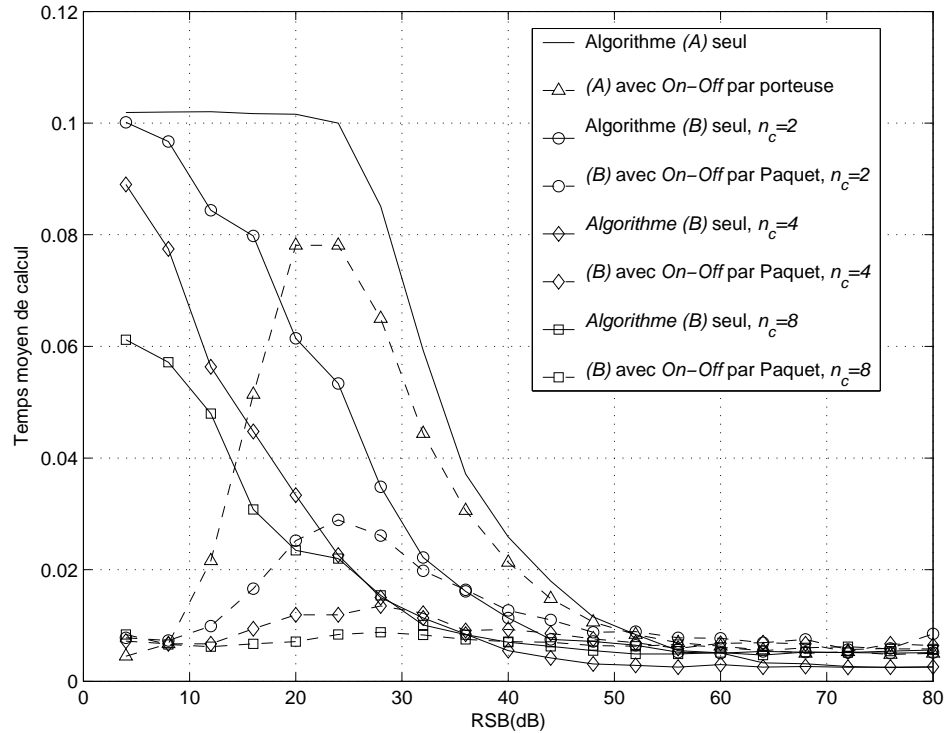 0.12
0.1
0.08
0.06
0.04
0.02
0
Temps moyen de calcul
Algorithme (A) seul
(A) avec On−Off par porteuse
Algorithme (B) seul, n_c=2
(B) avec On−Off par Paquet, n_c=2
Algorithme (B) seul, n_c=4
(B) avec On−Off par Paquet, n_c=4
Algorithme (B) seul, n_c=8
(B) avec On−Off par Paquet, n_c=8
0 10 20 30 40 50 60 70 80
RSB(dB)